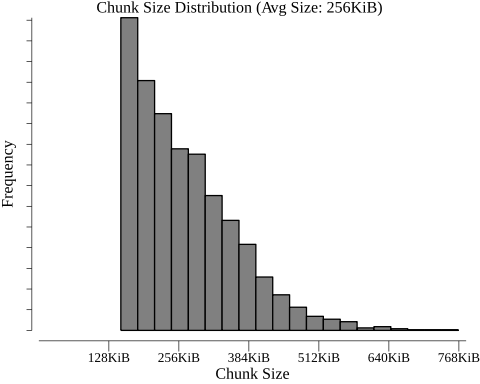 Chunk Size Distribution (Avg Size: 256KiB)
Frequency
128KiB 256KiB 384KiB 512KiB 640KiB 768KiB
Chunk Size